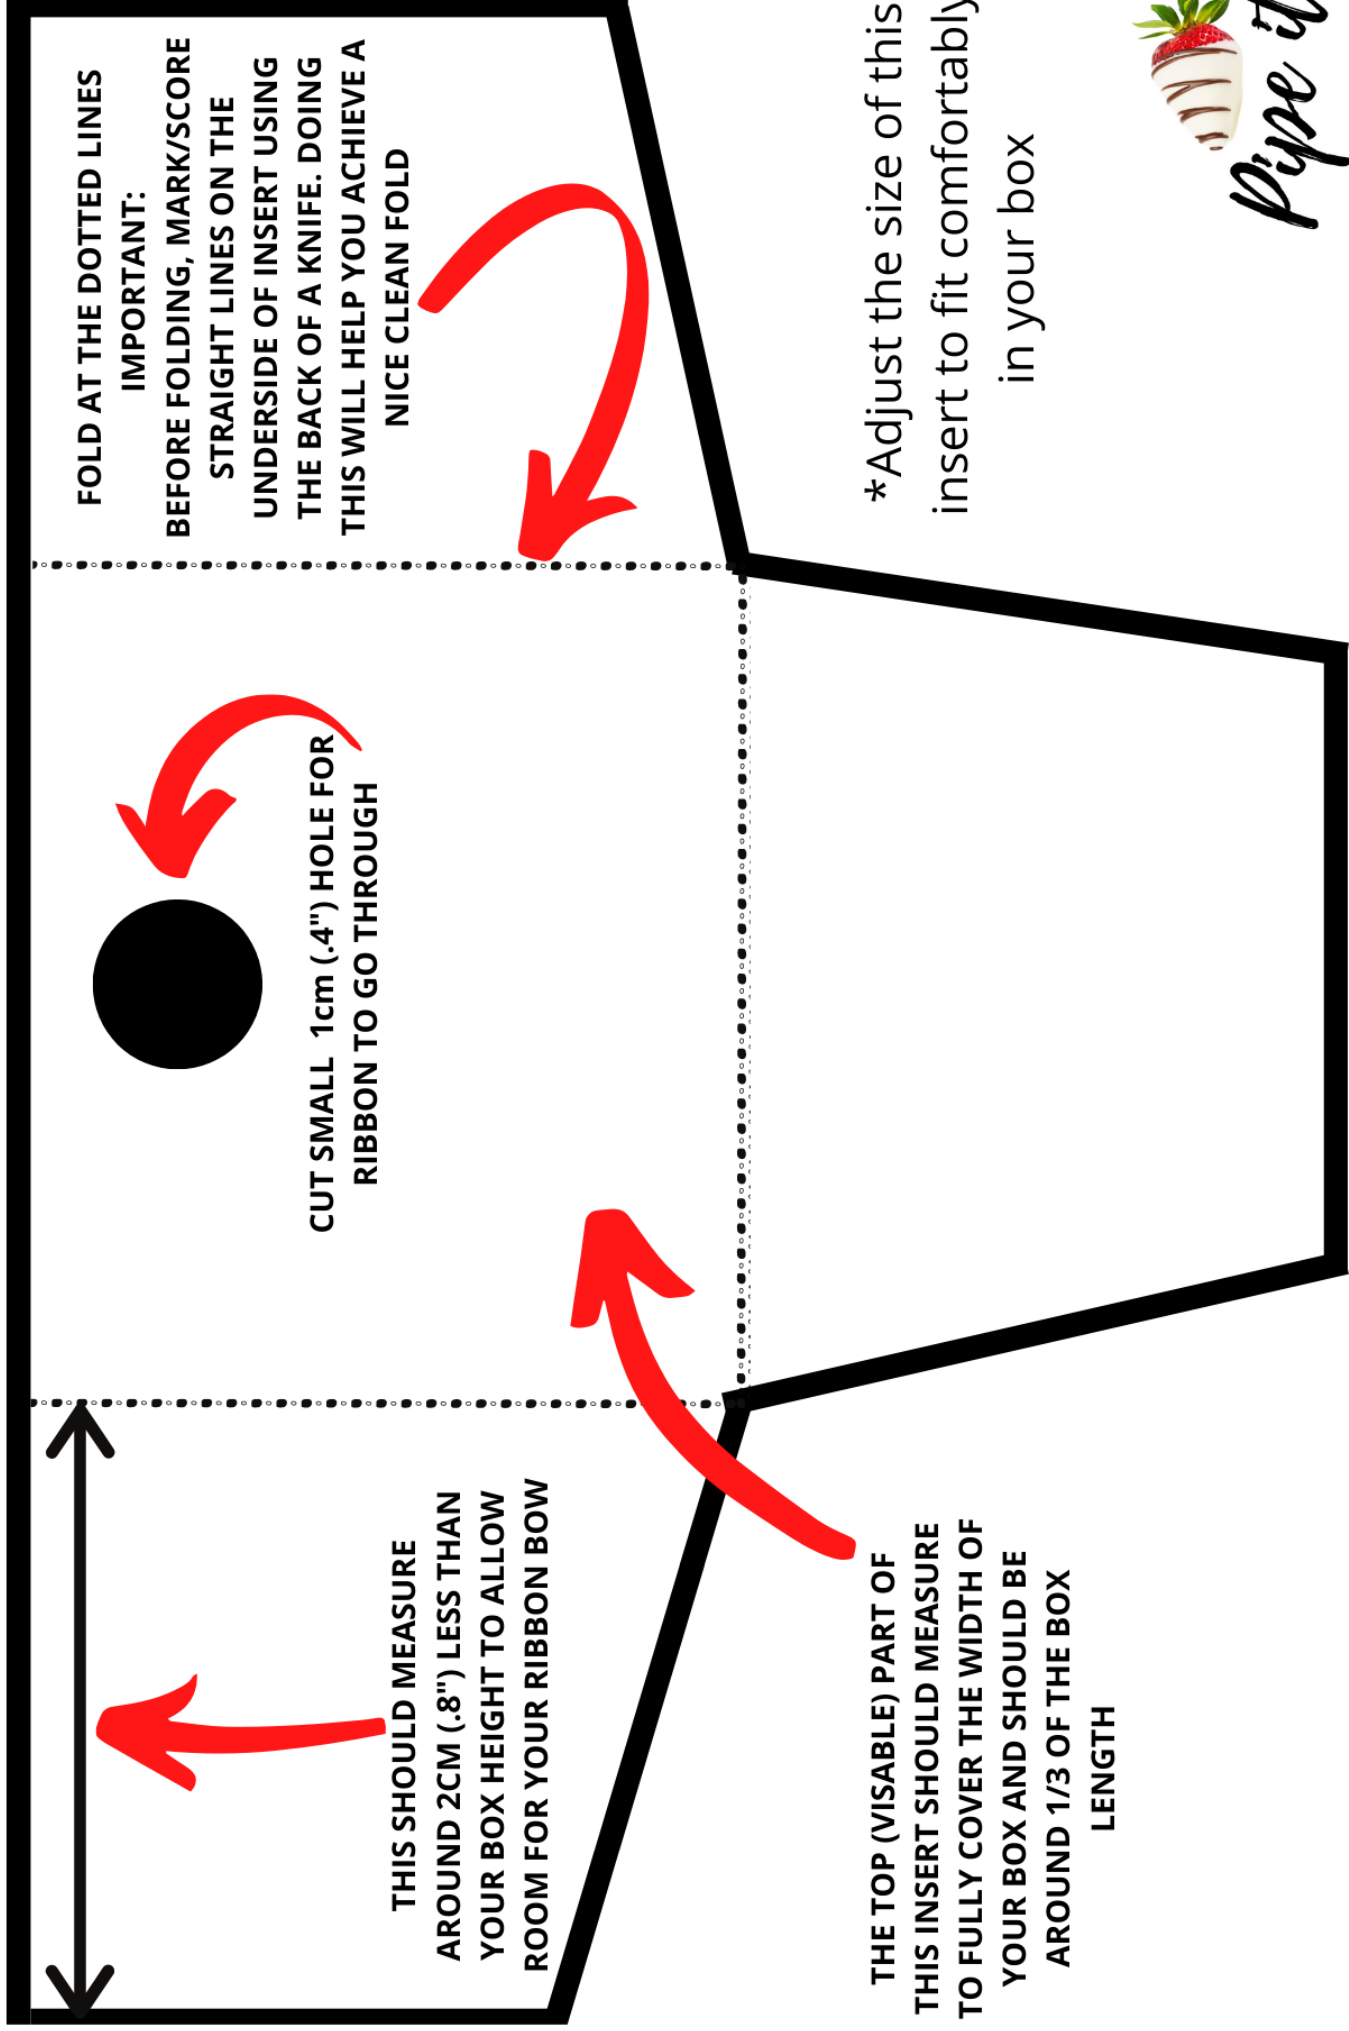 FOLD AT THE DOTTED LINES
IMPORTANT:
BEFORE FOLDING, MARK/SCORE
STRAIGHT LINES ON THE
UNDERSIDE OF INSERT USING
THE BACK OF A KNIFE. DOING
THIS WILL HELP YOU ACHIEVE A
NICE CLEAN FOLD
CUT SMALL 1cm (.4") HOLE FOR
RIBBON TO GO THROUGH
THIS SHOULD MEASURE
AROUND 2CM (.8") LESS THAN
YOUR BOX HEIGHT TO ALLOW
ROOM FOR YOUR RIBBON BOW
THE TOP (VISABLE) PART OF
THIS INSERT SHOULD MEASURE
TO FULLY COVER THE WIDTH OF
YOUR BOX AND SHOULD BE
AROUND 1/3 OF THE BOX
LENGTH
*Adjust the size of this
insert to fit comfortably
in your box
Pipe it